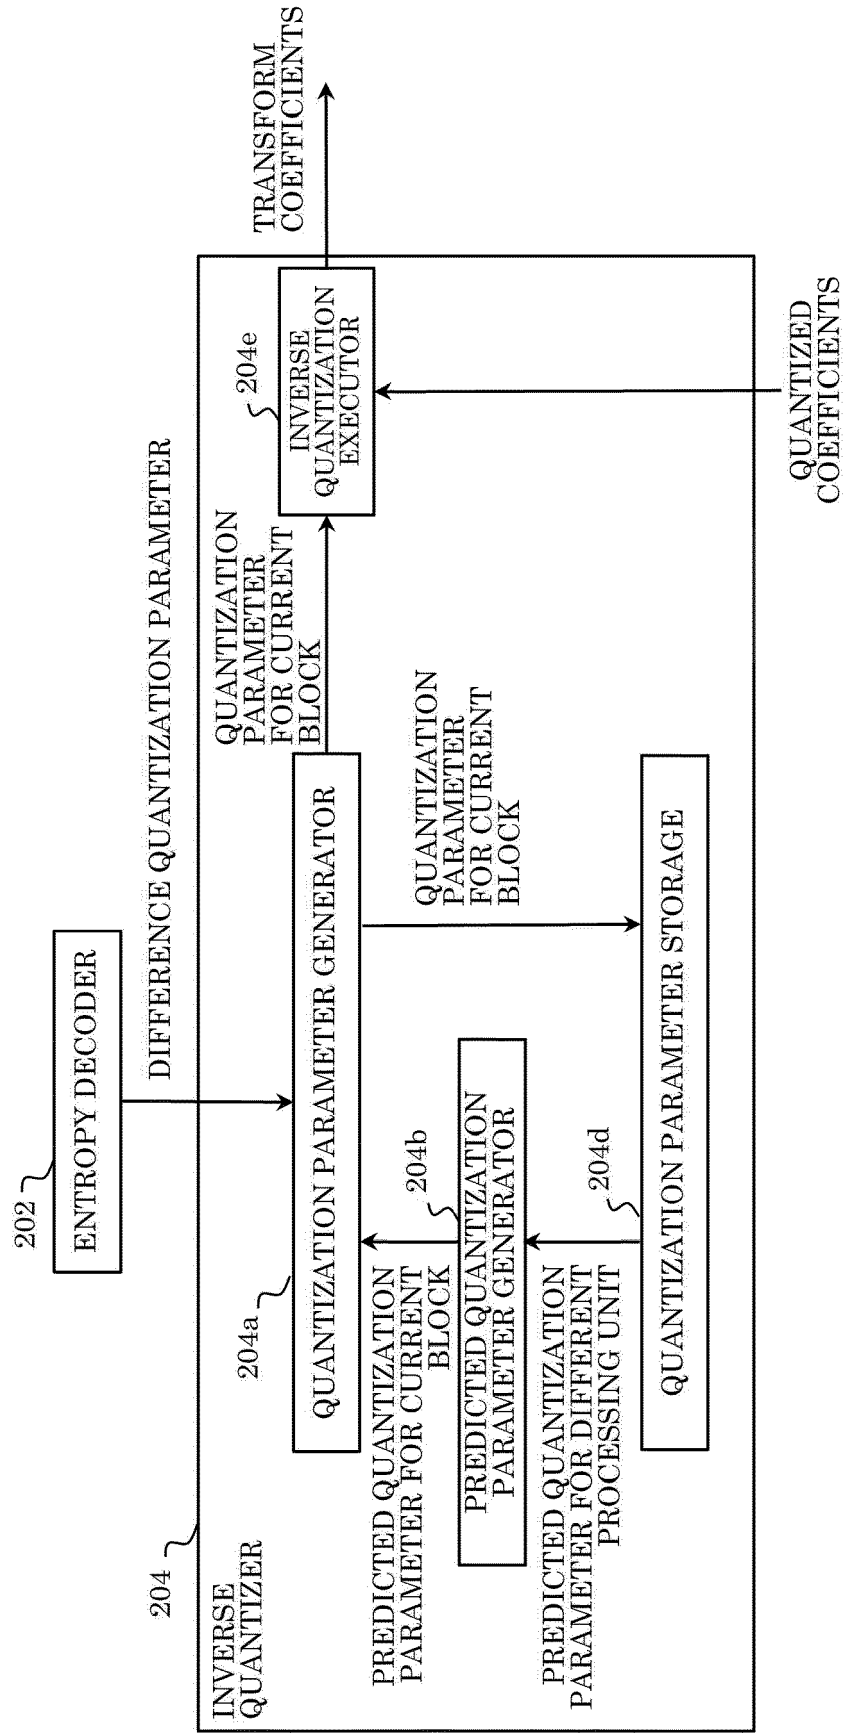 202
ENTROPY DECODER
DIFFERENCE QUANTIZATION PARAMETER
204
INVERSE
QUANTIZER
204a
QUANTIZATION PARAMETER GENERATOR
QUANTIZATION
PARAMETER
FOR CURRENT
BLOCK
204e
INVERSE
QUANTIZATION
EXECUTOR
TRANSFORM
COEFFICIENTS
PREDICTED QUANTIZATION
PARAMETER FOR CURRENT
BLOCK
204b
PREDICTED QUANTIZATION
PARAMETER GENERATOR
QUANTIZATION
PARAMETER
FOR CURRENT
BLOCK
PREDICTED QUANTIZATION
PARAMETER FOR DIFFERENT
PROCESSING UNIT
204d
QUANTIZATION PARAMETER STORAGE
QUANTIZED
COEFFICIENTS